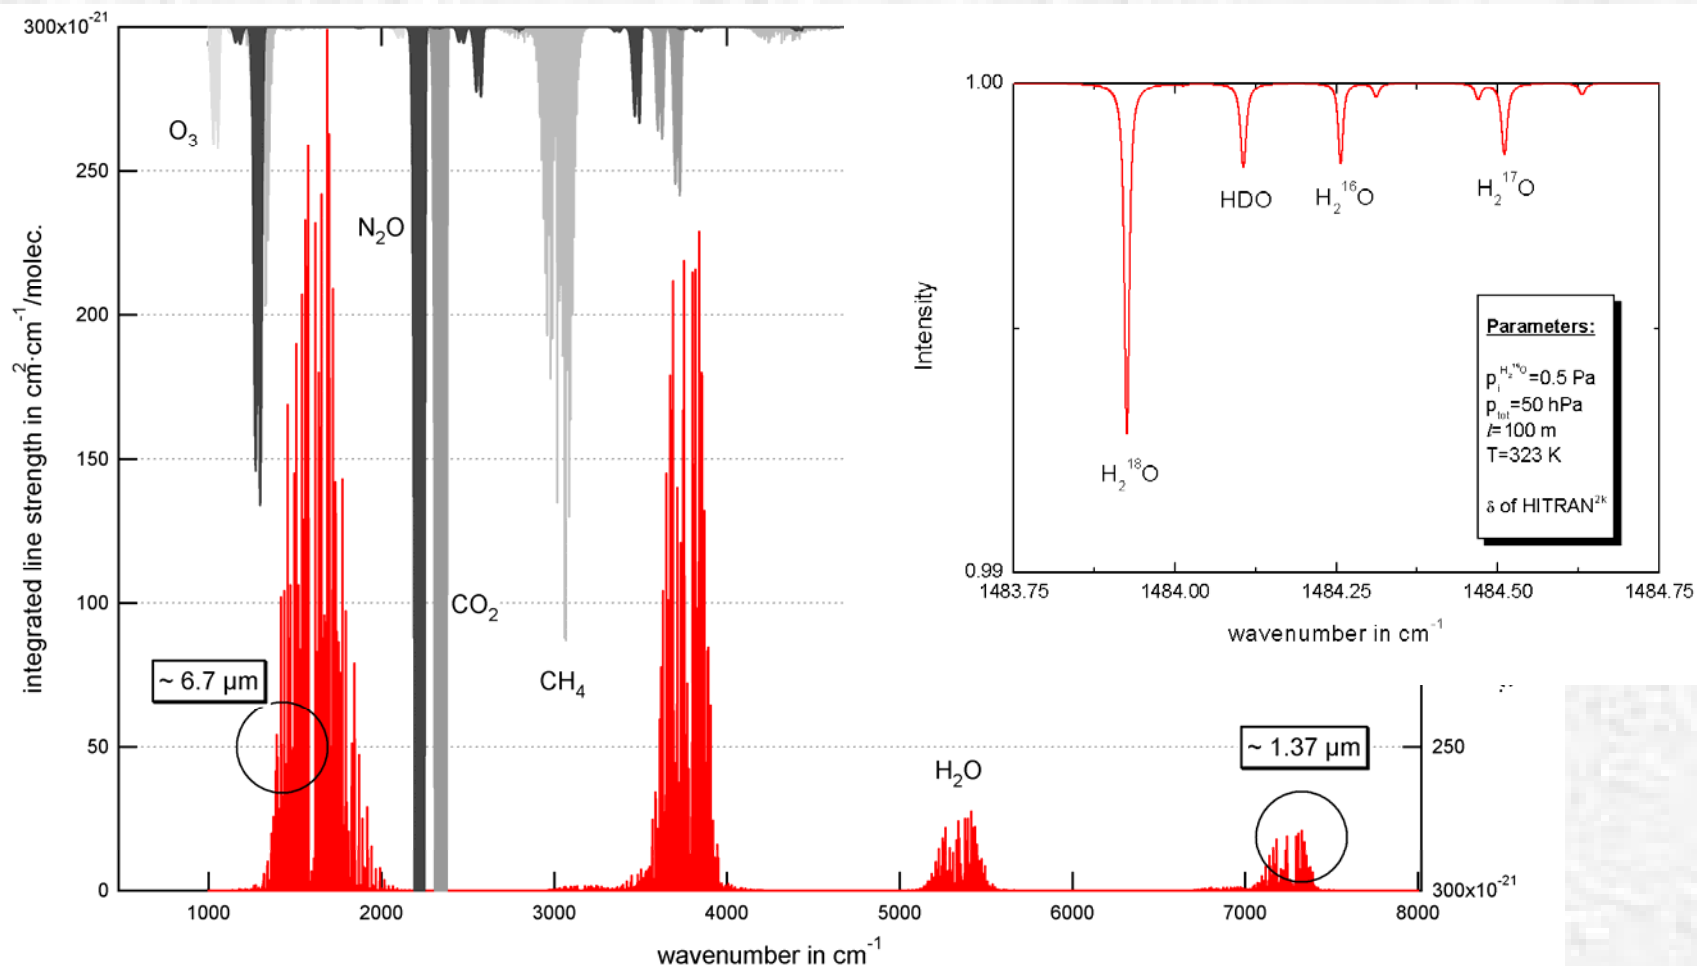 300x10⁻²¹
250
200
150
100
50
0
integrated line strength in cm²·cm⁻¹/molec.
1000
2000
3000
4000
5000
6000
7000
8000
wavenumber in cm⁻¹
O₃
N₂O
CO₂
CH₄
H₂O
~ 6.7 µm
~ 1.37 µm
250
300x10⁻²¹
1.00
0.99
Intensity
1483.75
1484.00
1484.25
1484.50
1484.75
wavenumber in cm⁻¹
H₂¹⁸O
HDO
H₂¹⁶O
H₂¹⁷O
Parameters:
pᵢ^H₂¹⁶O=0.5 Pa
pₜₒₜ=50 hPa
l=100 m
T=323 K
δ of HITRAN²ᵏ